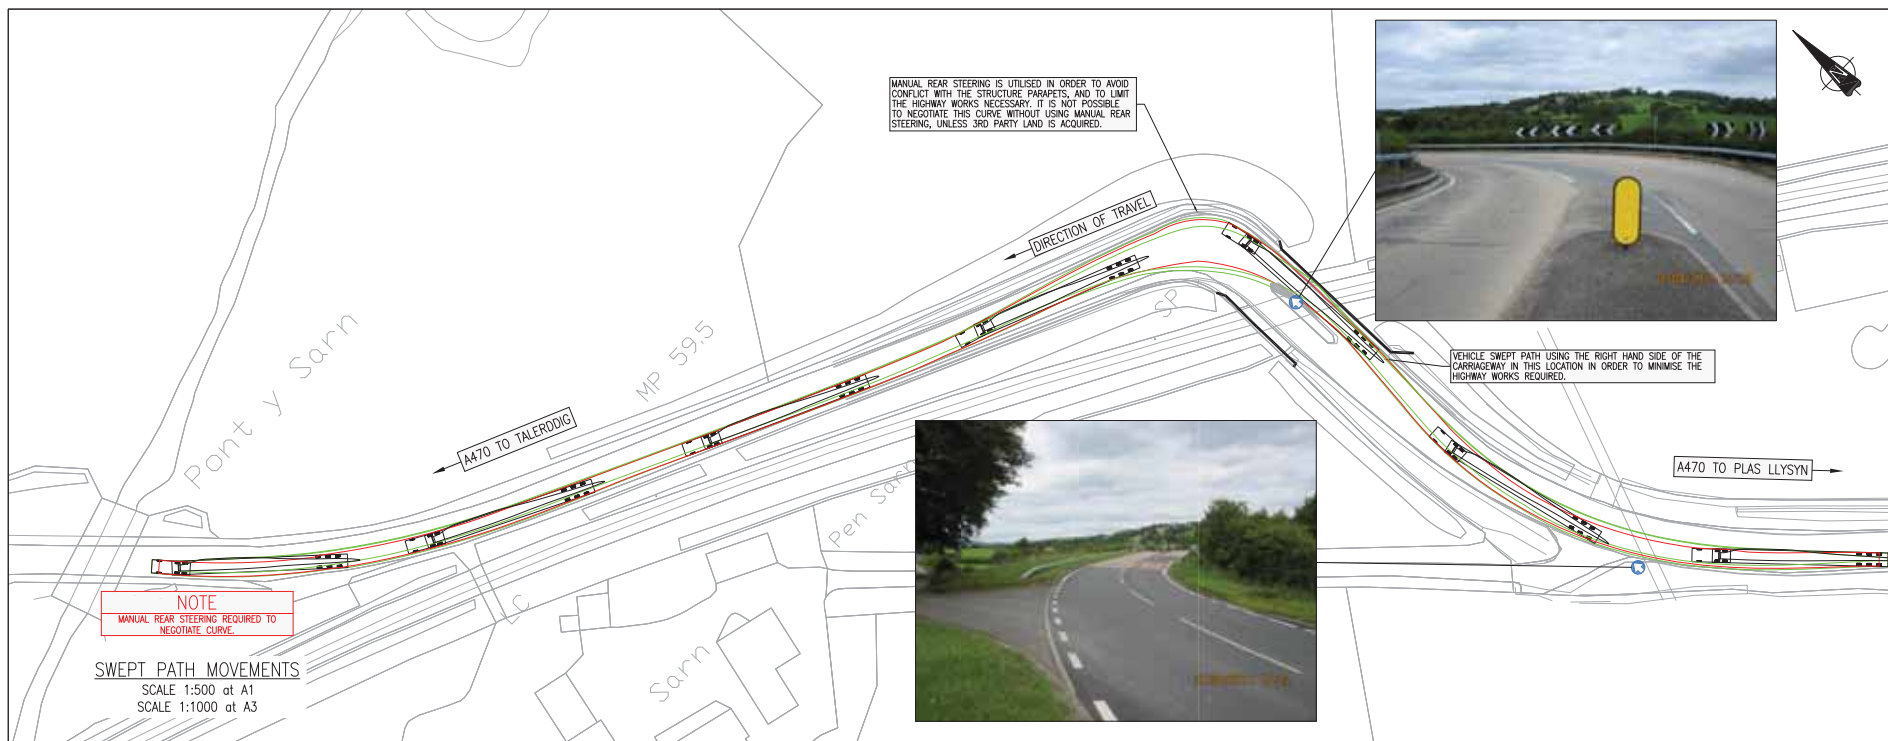 MANUAL REAR STEERING IS UTILISED IN ORDER TO AVOID
CONFLICT WITH THE STRUCTURE PARAPETS, AND TO LIMIT
THE HIGHWAY WORKS NECESSARY. IT IS NOT POSSIBLE
TO NEGOTIATE THIS CURVE WITHOUT USING MANUAL REAR
STEERING, UNLESS 3RD PARTY LAND IS ACQUIRED.
N
DIRECTION OF TRAVEL
SP
MP 59.5
Pont y Sarn
VEHICLE SWEPT PATH USING THE RIGHT HAND SIDE OF THE
CARRIAGEWAY IN THIS LOCATION IN ORDER TO MINIMISE THE
HIGHWAY WORKS REQUIRED.
A470 TO TALERDDIG
A470 TO PLAS LLYSYN
Pen Sarn
LC
Sarn
NOTE
MANUAL REAR STEERING REQUIRED TO
NEGOTIATE CURVE.
SWEPT PATH MOVEMENTS
SCALE 1:500 at A1
SCALE 1:1000 at A3